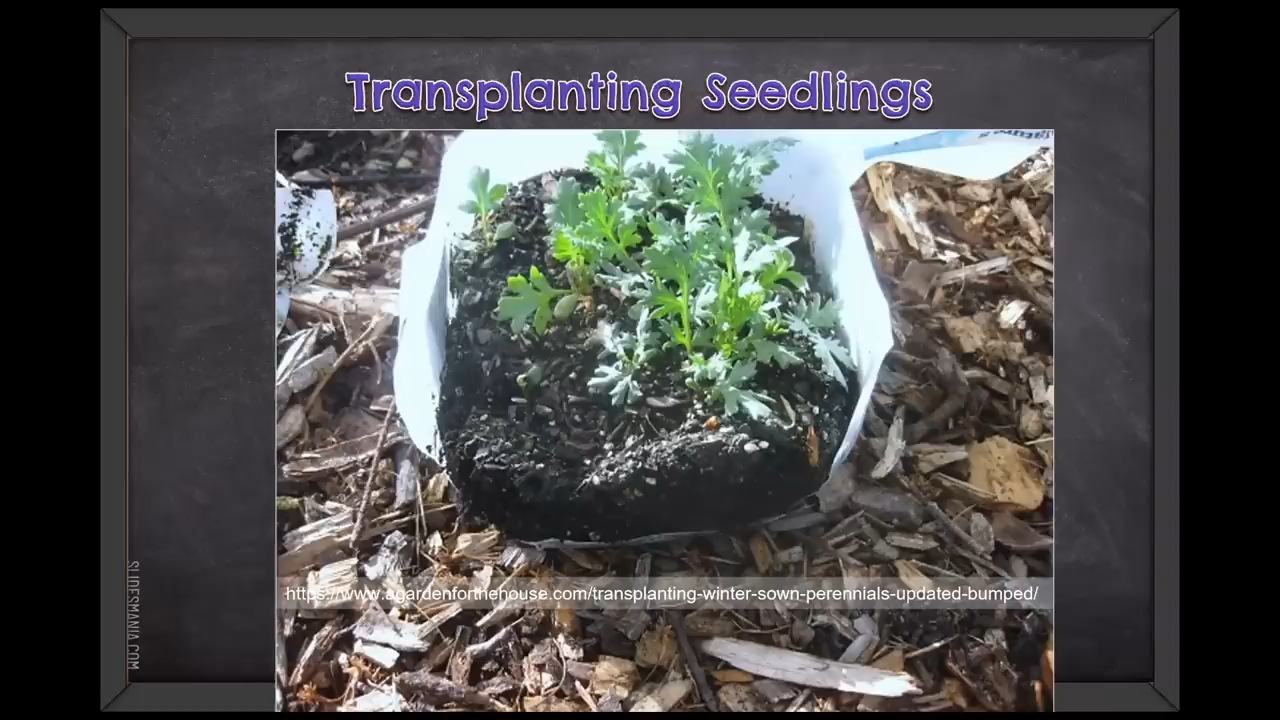 Transplanting Seedlings
https://www.agardenforthehouse.com/transplanting-winter-sown-perennials-updated-bumped/
SLIDESMANIA.COM